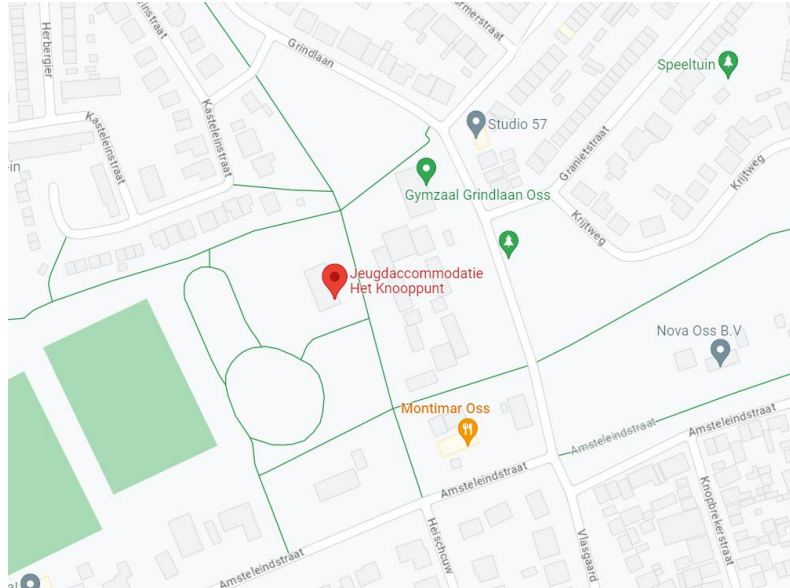 Herbergier
Grindlaan
Speeltuin
Kasteleinstraat
Kasteleinstraat
Studio 57
Granietstraat
Krijtweg
Gymzaal Grindlaan Oss
Krijtweg
Jeugdaccommodatie
Het Knooppunt
Nova Oss B.V
Montimar Oss
Amsteleindstraat
Amsteleindstraat
Amsteleindstraat
Knopbrekerstraat
Heischouw
Vlasgaard
Amsteleindstraat